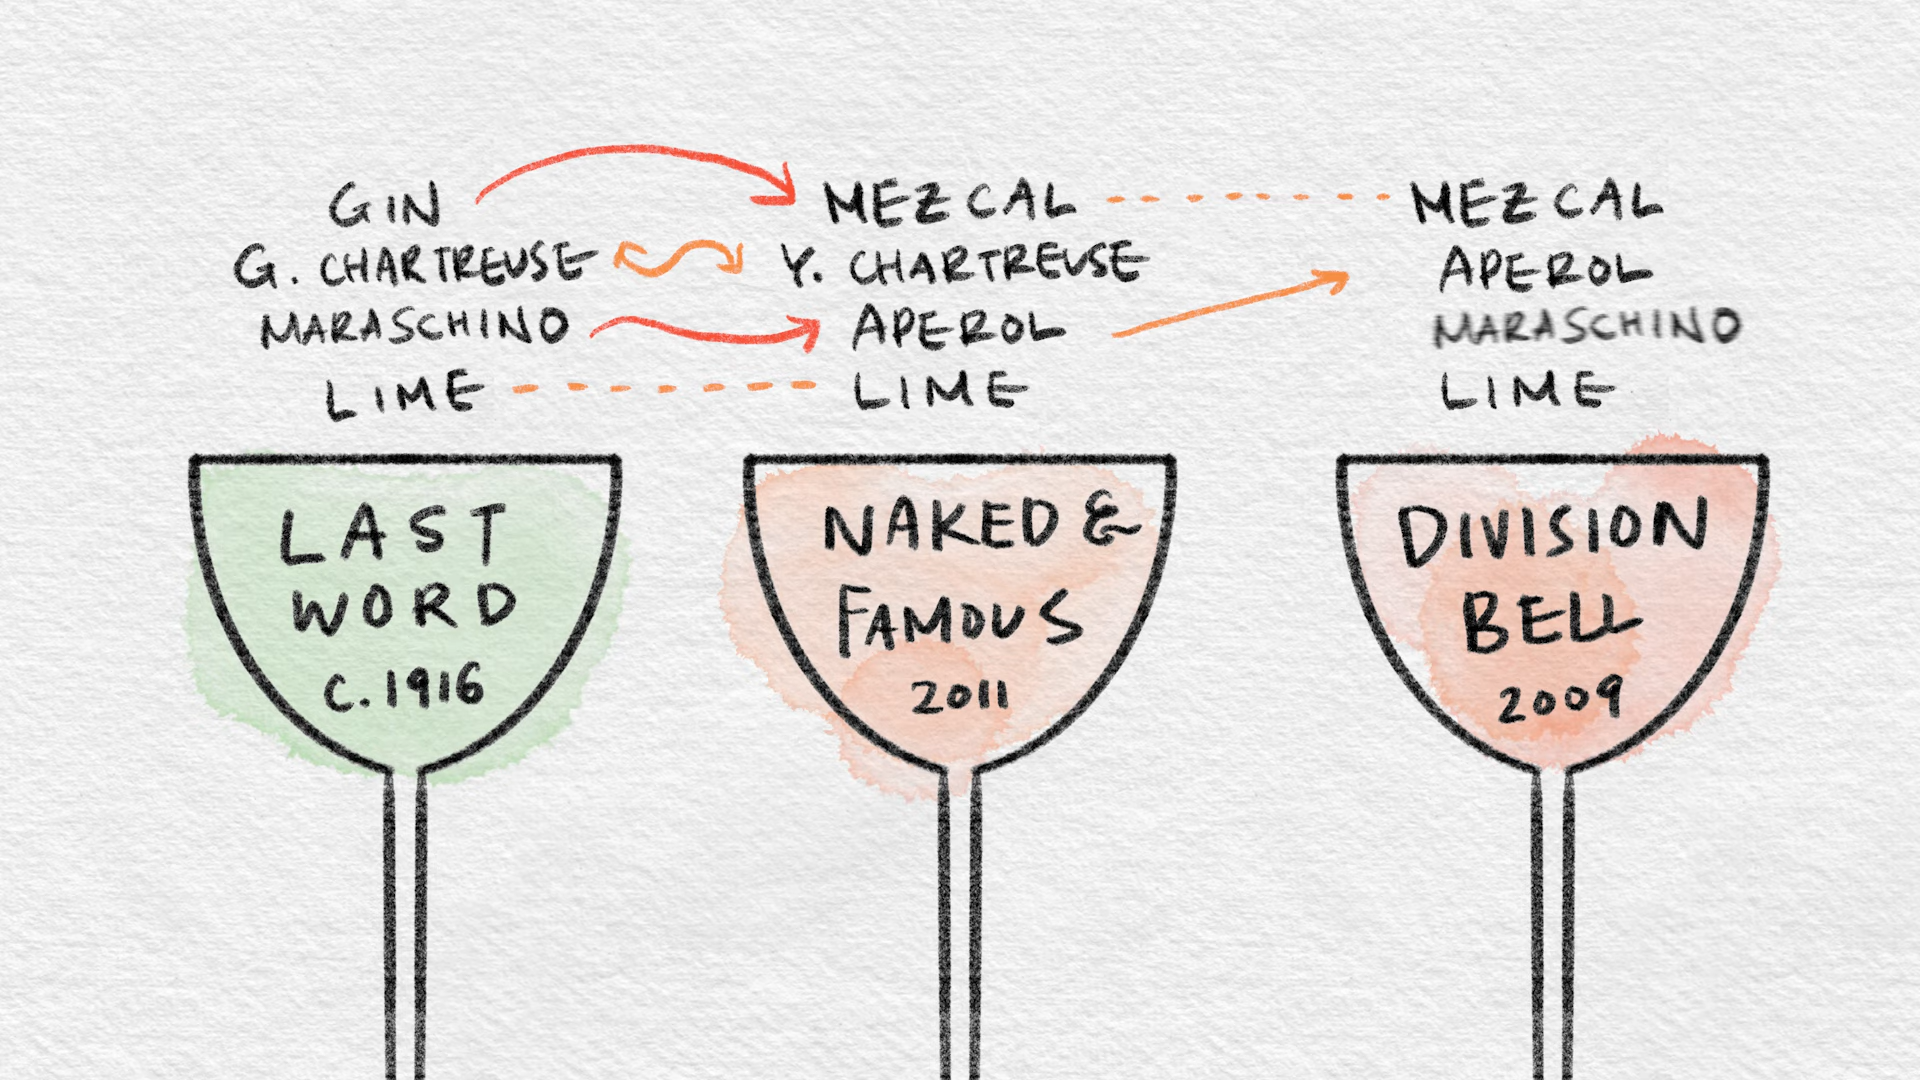 GIN
G. CHARTREUSE
MARASCHINO
LIME
LAST
WORD
C. 1916
MEZCAL
Y. CHARTREUSE
APEROL
LIME
NAKED &
FAMOUS
2011
MEZCAL
APEROL
MARASCHINO
LIME
DIVISION
BELL
2009